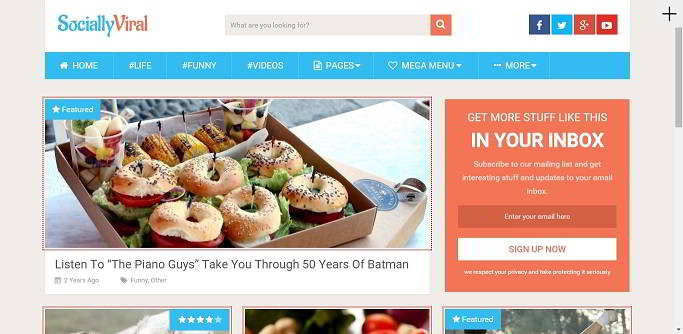 SociallyViral
What are you looking for?
HOME #LIFE #FUNNY #VIDEOS PAGES MEGA MENU MORE
Featured
Listen To “The Piano Guys” Take You Through 50 Years Of Batman
2 Years Ago Funny, Other
GET MORE STUFF LIKE THIS
IN YOUR INBOX
Subscribe to our mailing list and get
interesting stuff and updates to your email
inbox.
Enter your email here
SIGN UP NOW
we respect your privacy and take protecting it seriously
Featured